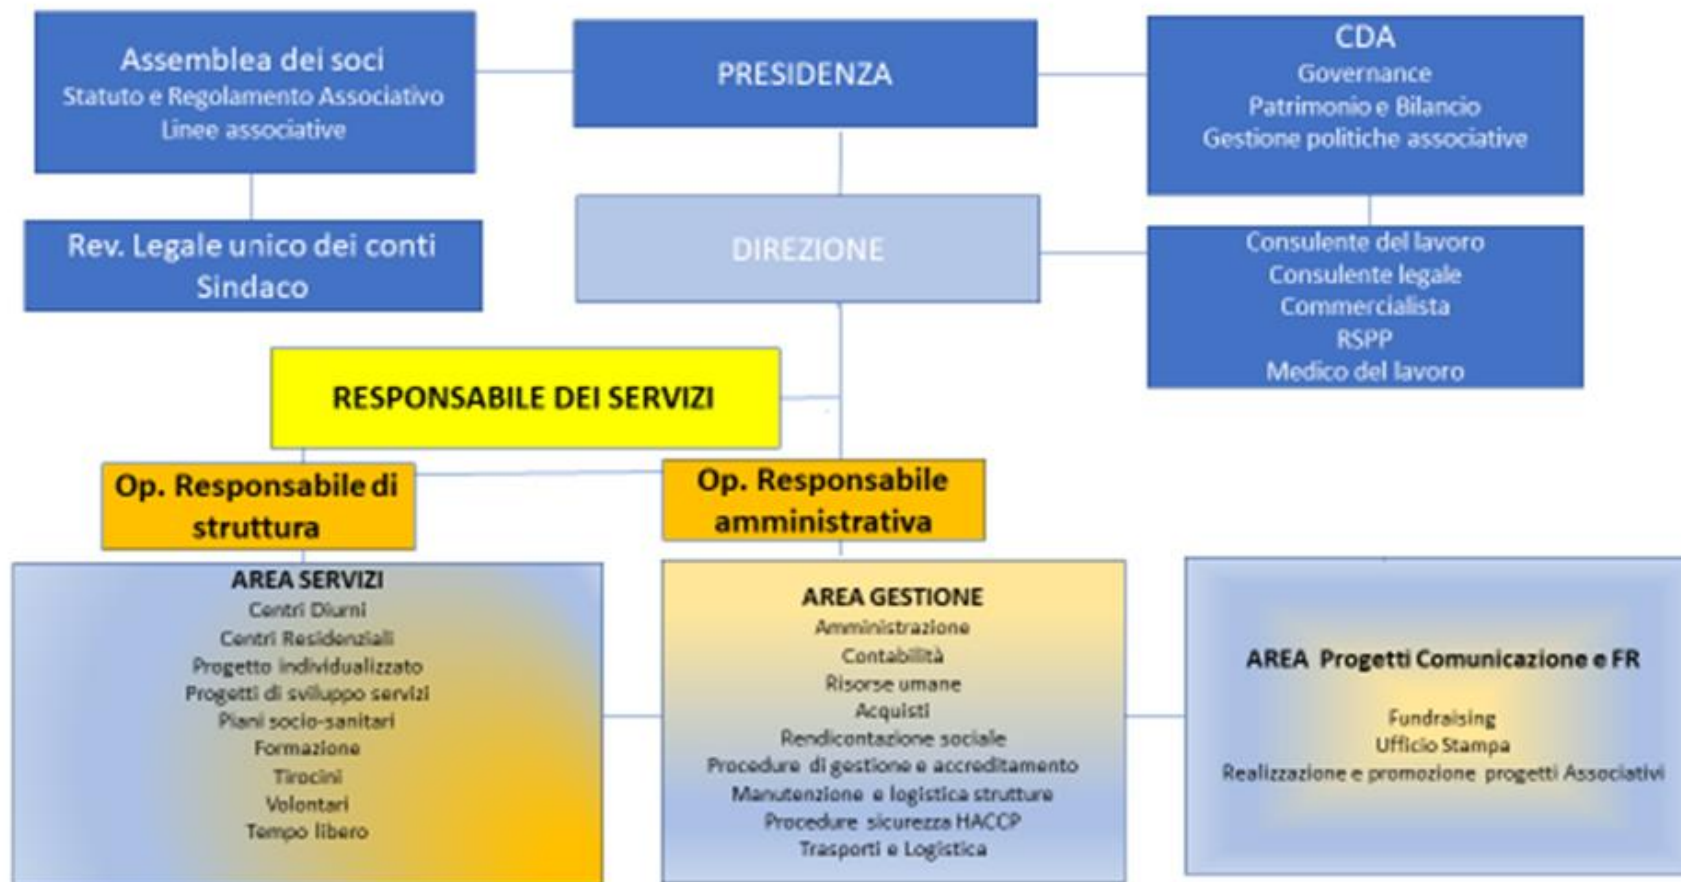 Assemblea dei soci
Statuto e Regolamento Associativo
Linee associative
PRESIDENZA
CDA
Governance
Patrimonio e Bilancio
Gestione politiche associative
Rev. Legale unico dei conti
Sindaco
DIREZIONE
Consulente del lavoro
Consulente legale
Commercialista
RSPP
Medico del lavoro
RESPONSABILE DEI SERVIZI
Op. Responsabile di
struttura
Op. Responsabile
amministrativa
AREA SERVIZI
Centri Diurni
Centri Residenziali
Progetto individualizzato
Progetti di sviluppo servizi
Piani socio-sanitari
Formazione
Tirocini
Volontari
Tempo libero
AREA GESTIONE
Amministrazione
Contabilità
Risorse umane
Acquisti
Rendicontazione sociale
Procedure di gestione e accreditamento
Manutenzione e logistica strutture
Procedure sicurezza HACCP
Trasporti e Logistica
AREA Progetti Comunicazione e FR
Fundraising
Ufficio Stampa
Realizzazione e promozione progetti Associativi